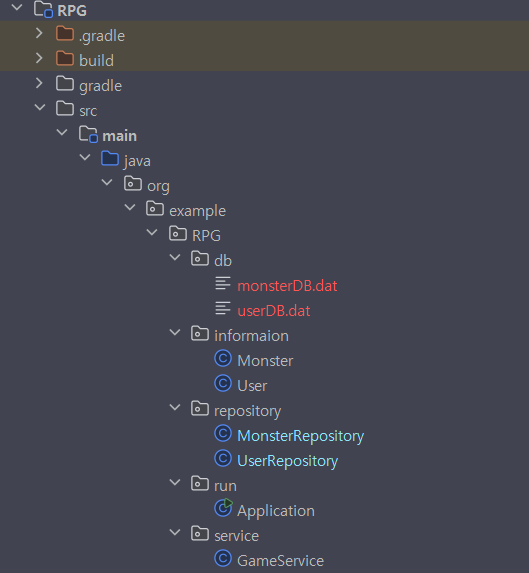 RPG
.gradle
build
gradle
src
main
java
org
example
RPG
db
monsterDB.dat
userDB.dat
informaion
Monster
User
repository
MonsterRepository
UserRepository
run
Application
service
GameService